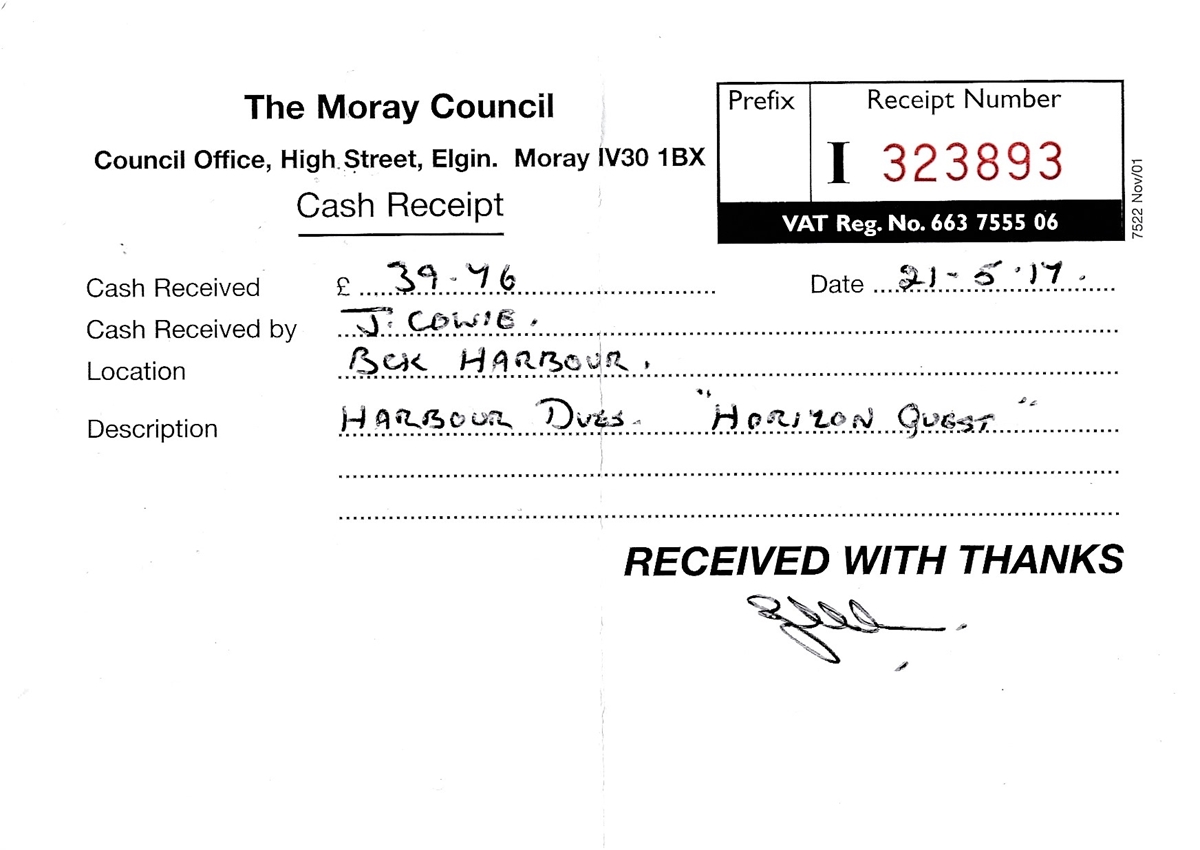 The Moray Council
Council Office, High Street, Elgin. Moray IV30 1BX
Cash Receipt
Prefix Receipt Number
I 323893
VAT Reg. No. 663 7555 06
7522 Nov/01
Cash Received £ 39-76 Date 21-5-17.
Cash Received by J. COWIE.
Location BCK HARBOUR.
Description HARBOUR DUES. "HORIZON QUEST"
RECEIVED WITH THANKS